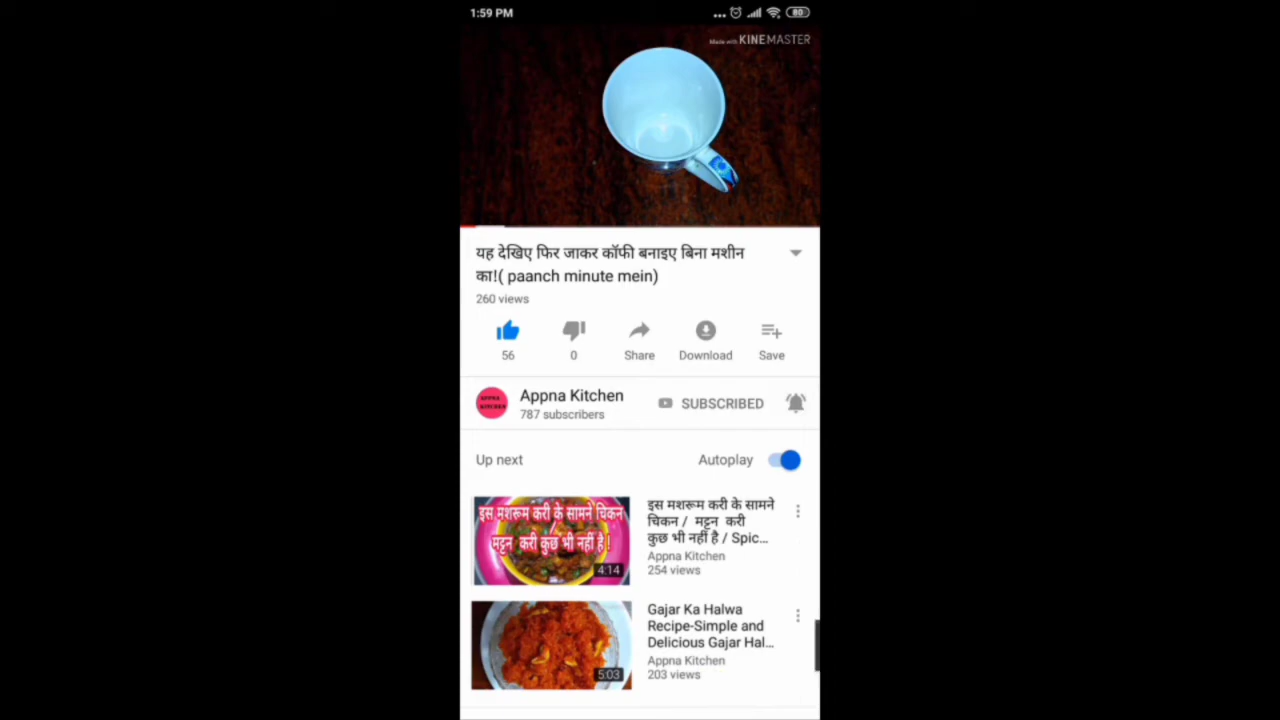 1:59 PM
80
Made with KINEMASTER
यह देखिए फिर जाकर कॉफी बनाइए बिना मशीन
का!( paanch minute mein)
260 views
56
0
Share
Download
Save
APPNA
KITCHEN
Appna Kitchen
787 subscribers
SUBSCRIBED
Up next
Autoplay
इस मशरूम करी के सामने चिकन
/
मट्टन करी कुछ भी नहीं है !
4:14
इस मशरूम करी के सामने
चिकन / मट्टन करी
कुछ भी नहीं है / Spic...
Appna Kitchen
254 views
5:03
Gajar Ka Halwa
Recipe-Simple and
Delicious Gajar Hal...
Appna Kitchen
203 views